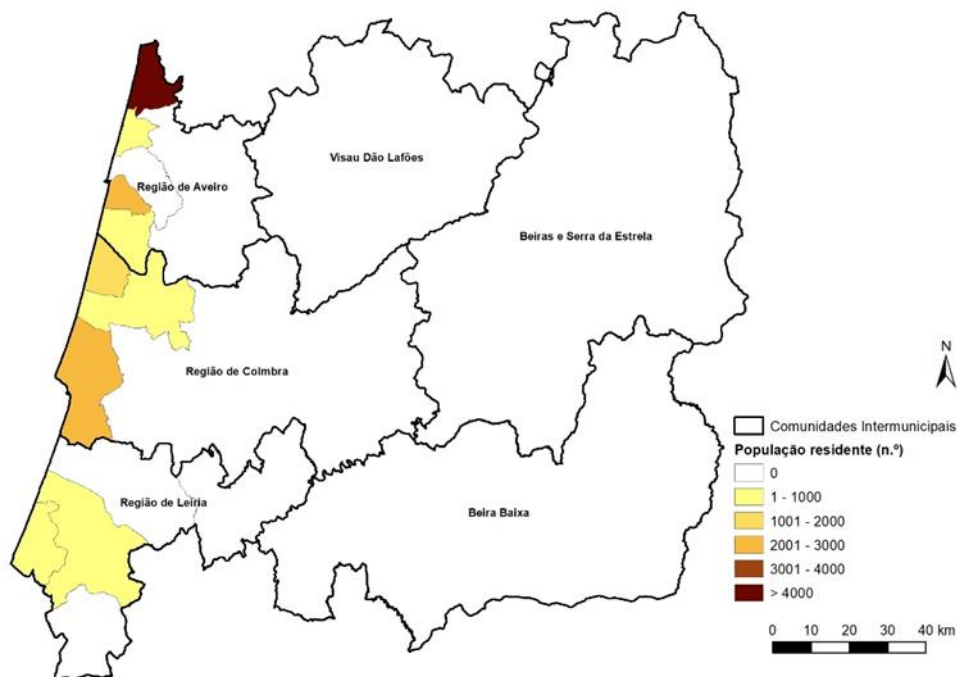 Visau Dão Lafões
Região de Aveiro
Beiras e Serra da Estrela
Região de Coimbra
Região de Leiria
Beira Baixa
N
Comunidades Intermunicipais
População residente (n.º)
0
1 - 1000
1001 - 2000
2001 - 3000
3001 - 4000
> 4000
0 10 20 30 40 km